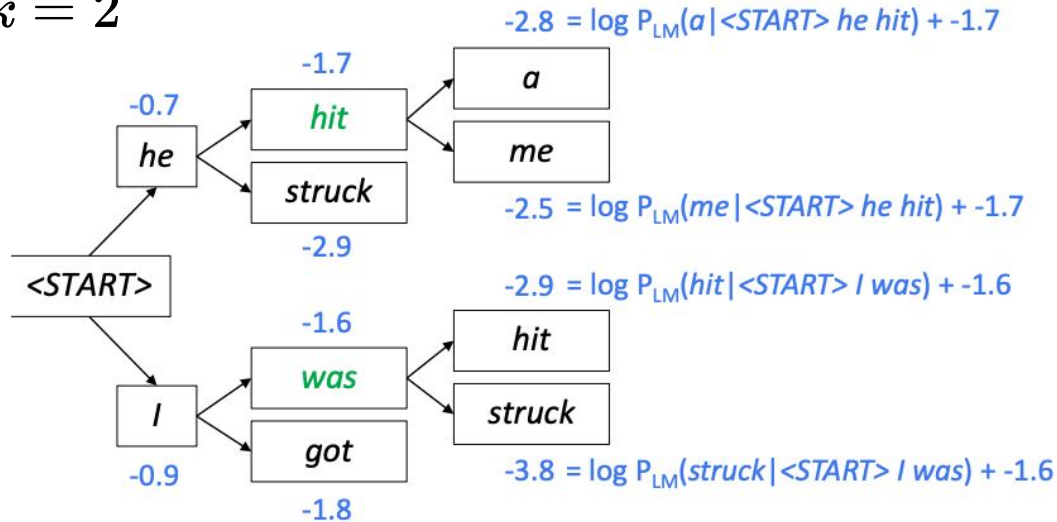 k = 2
-2.8 = log P_LM(a|<START> he hit) + -1.7
-1.7
a
-0.7
hit
he
me
struck
-2.5 = log P_LM(me|<START> he hit) + -1.7
-2.9
<START>
-2.9 = log P_LM(hit|<START> I was) + -1.6
-1.6
hit
was
I
struck
got
-0.9
-3.8 = log P_LM(struck|<START> I was) + -1.6
-1.8